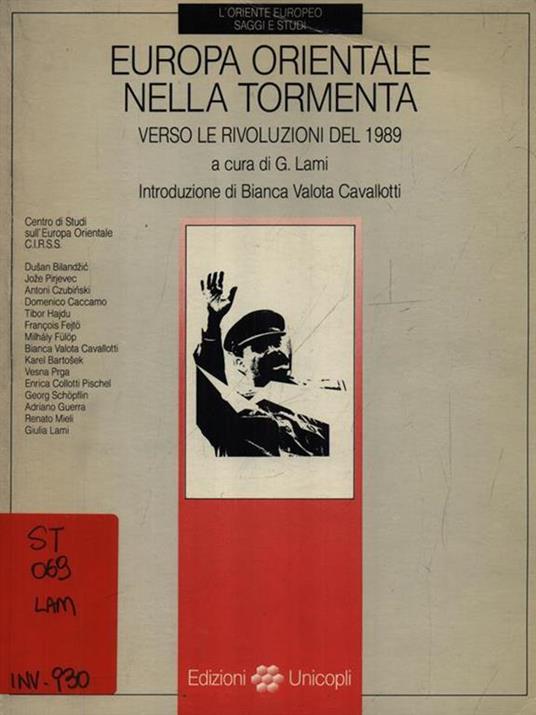 L'ORIENTE EUROPEO
SAGGI E STUDI
EUROPA ORIENTALE
NELLA TORMENTA
VERSO LE RIVOLUZIONI DEL 1989
a cura di G. Lami
Introduzione di Bianca Valota Cavallotti
Centro di Studi
sull'Europa Orientale
C.I.R.S.S.
Dušan Bilandžić
Jože Pirjevec
Antoni Czubiński
Domenico Caccamo
Tibor Hajdu
François Fejtö
Milhály Fülöp
Bianca Valota Cavallotti
Karel Bartošek
Vesna Prga
Enrica Collotti Pischel
Georg Schöpflin
Adriano Guerra
Renato Mieli
Giulia Lami
ST
069
LAM
INV-930
Edizioni Unicopli